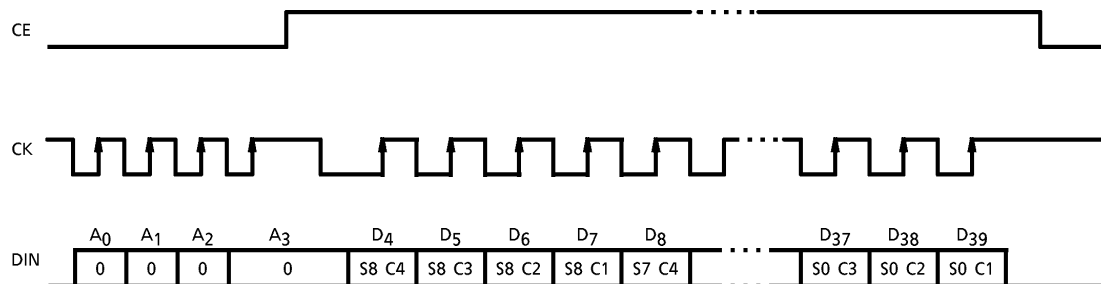 CE
CK
A0 A1 A2 A3 D4 D5 D6 D7 D8 D37 D38 D39
DIN 0 0 0 0 S8 C4 S8 C3 S8 C2 S8 C1 S7 C4 S0 C3 S0 C2 S0 C1